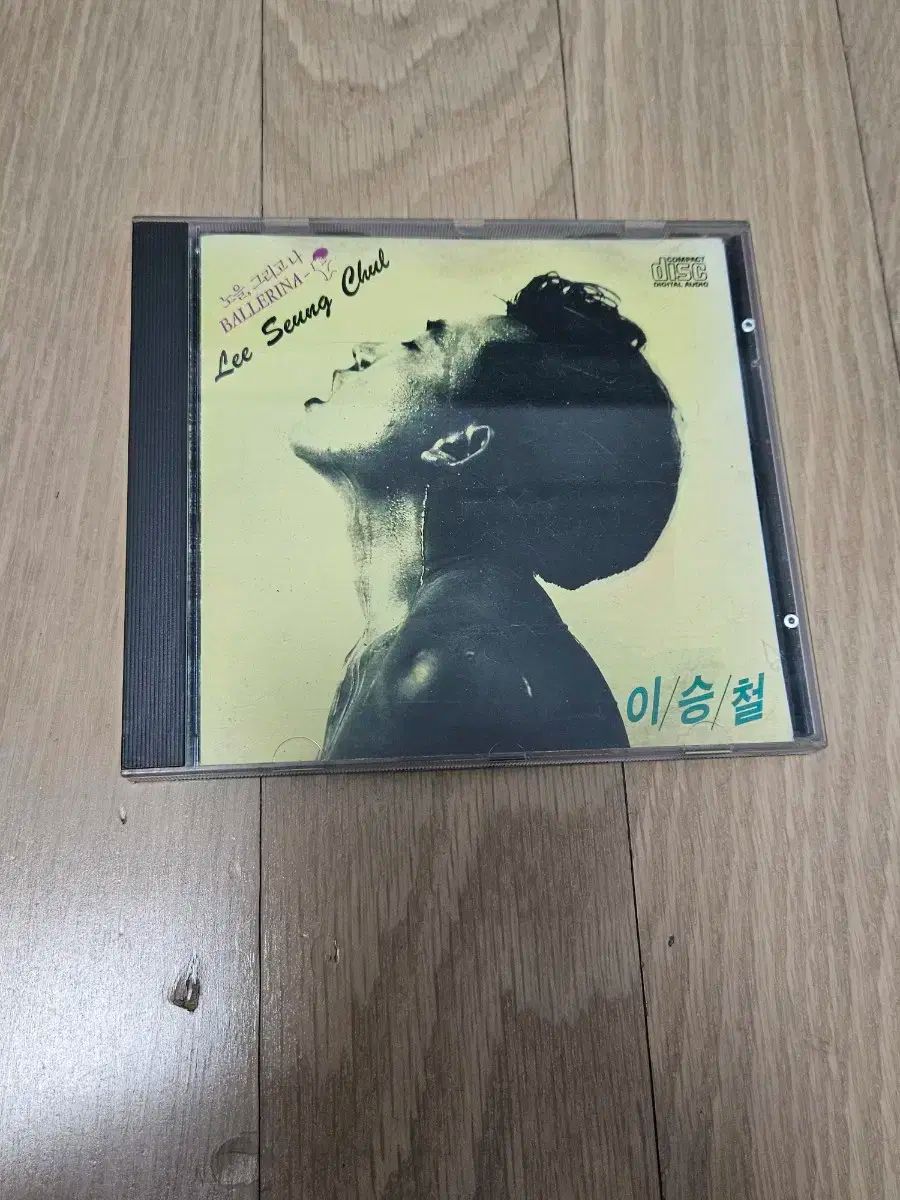 노을, 그리고 나
BALLERINA-
Lee Seung Chul
COMPACT
disc
DIGITAL AUDIO
이/승/철